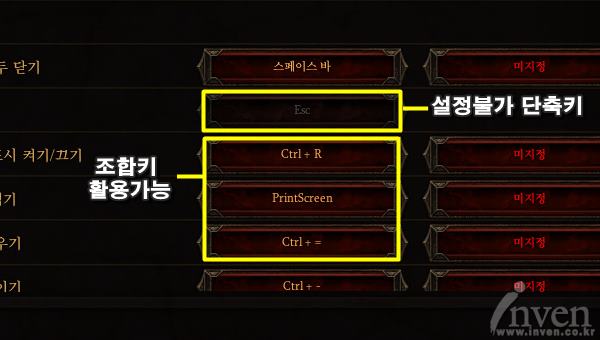 두 닫기 스페이스 바 미지정
Esc 설정불가 단축키
시 켜기/끄기 Ctrl + R 미지정
조합키
활용가능
기 PrintScreen 미지정
우기 Ctrl + = 미지정
이기 Ctrl + - 미지정
inven
www.inven.co.kr